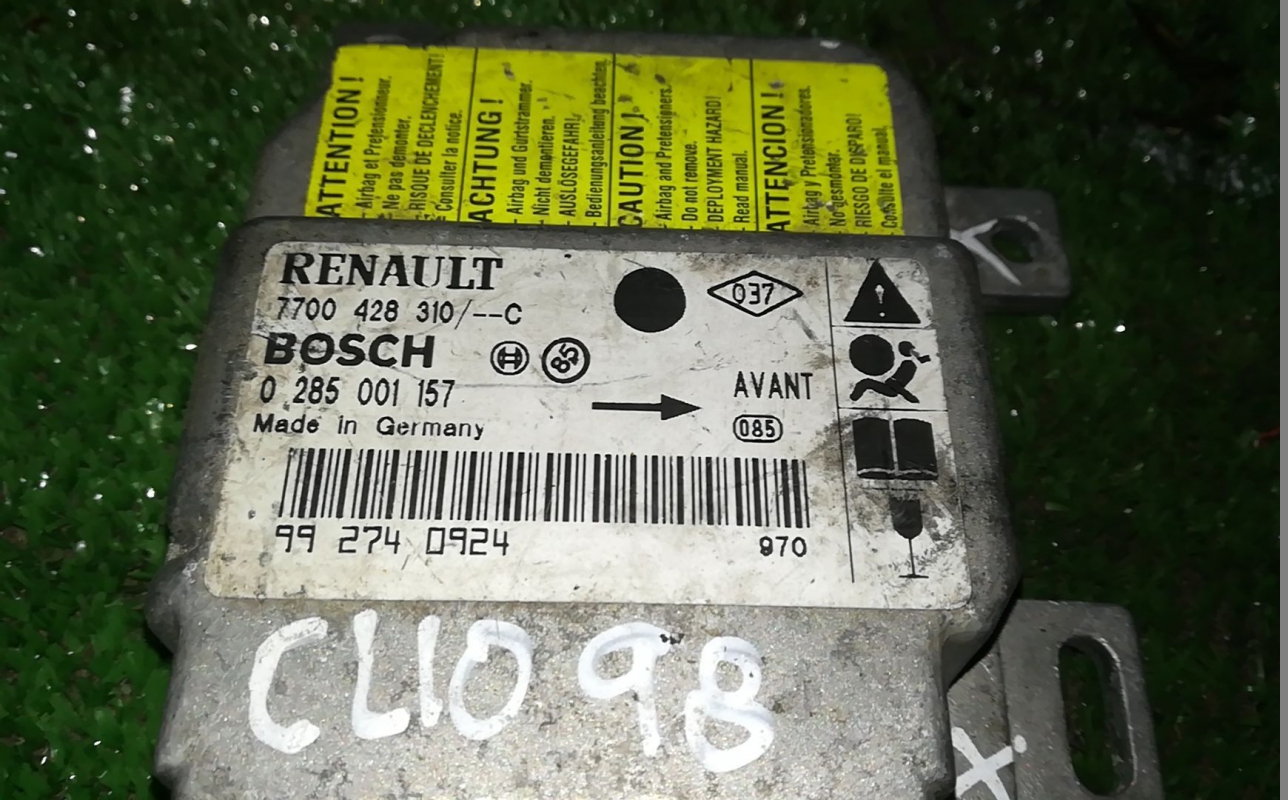 ATTENTION!
- Airbag et Pretensionneur.
- Ne pas demonter.
- RISQUE DE DECLENCHEMENT!
- Consulter la notice.
ACHTUNG!
- Airbag und Gurtstrammer.
- Nicht demontieren.
- AUSLÖSEGEFAHR!
- Bedienungsanleitung beachten.
CAUTION!
- Airbag and Pretensioners.
- Do not remove.
- DEPLOYMENT HAZARD!
- Read manual.
ATTENCION!
- Airbag y Pretensionadores.
- No desmontar.
- RIESGO DE DISPARO!
- Consulte el manual.
RENAULT
7700 428 310/--C
037
BOSCH
85
0 285 001 157
AVANT
Made in Germany
085
99 274 0924
970
CLIO 98
X
X